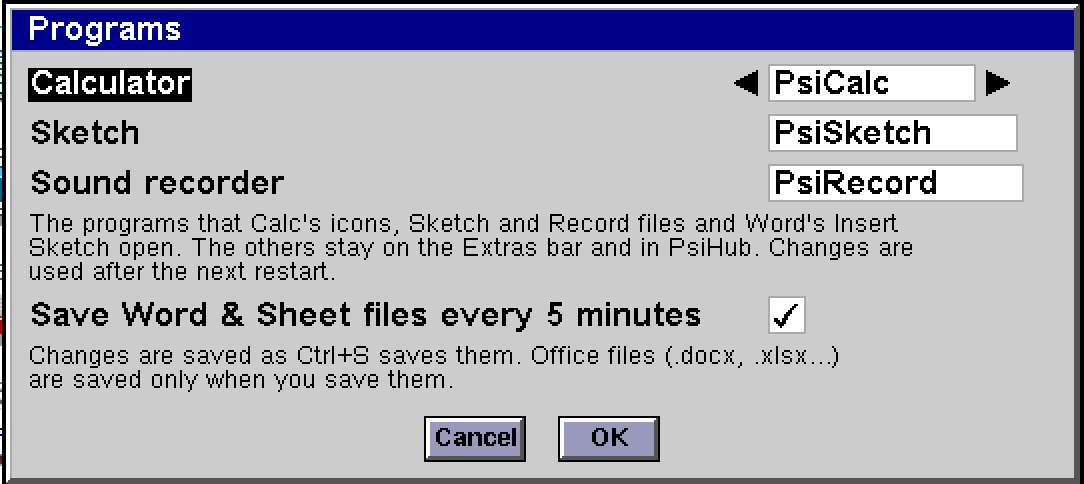 Programs
Calculator
PsiCalc
Sketch
PsiSketch
Sound recorder
PsiRecord
The programs that Calc's icons, Sketch and Record files and Word's Insert
Sketch open. The others stay on the Extras bar and in PsiHub. Changes are
used after the next restart.
Save Word & Sheet files every 5 minutes
Changes are saved as Ctrl+S saves them. Office files (.docx, .xlsx...)
are saved only when you save them.
Cancel
OK